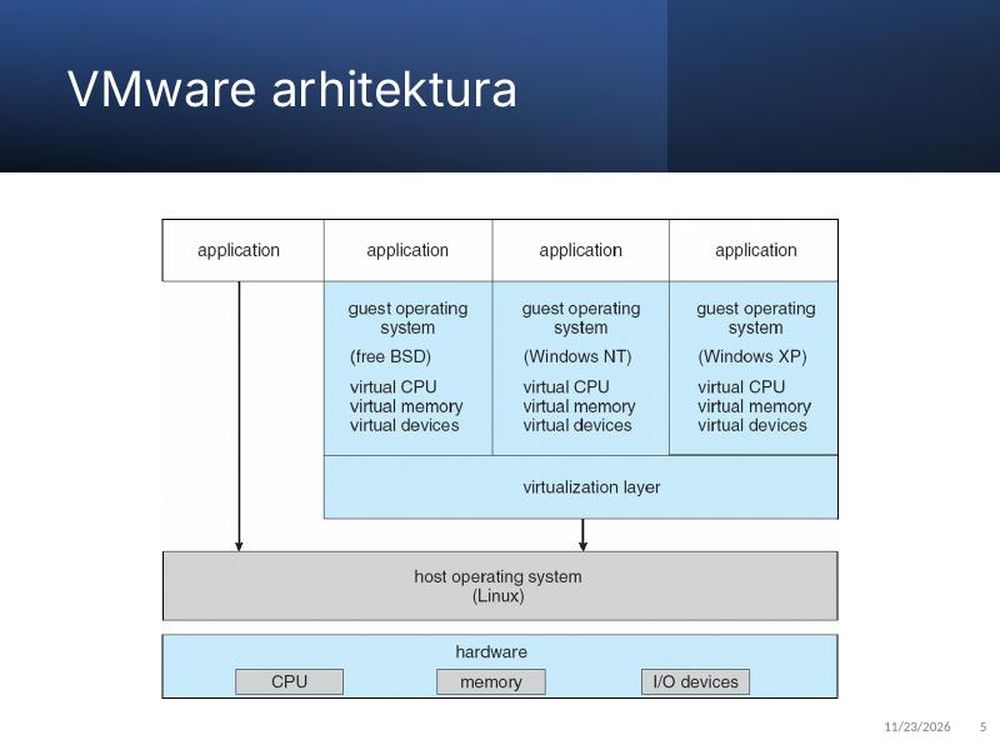 VMware arhitektura
application
application
application
application
guest operating
system
(free BSD)
virtual CPU
virtual memory
virtual devices
guest operating
system
(Windows NT)
virtual CPU
virtual memory
virtual devices
guest operating
system
(Windows XP)
virtual CPU
virtual memory
virtual devices
virtualization layer
host operating system
(Linux)
hardware
CPU
memory
I/O devices
11/23/2026
5